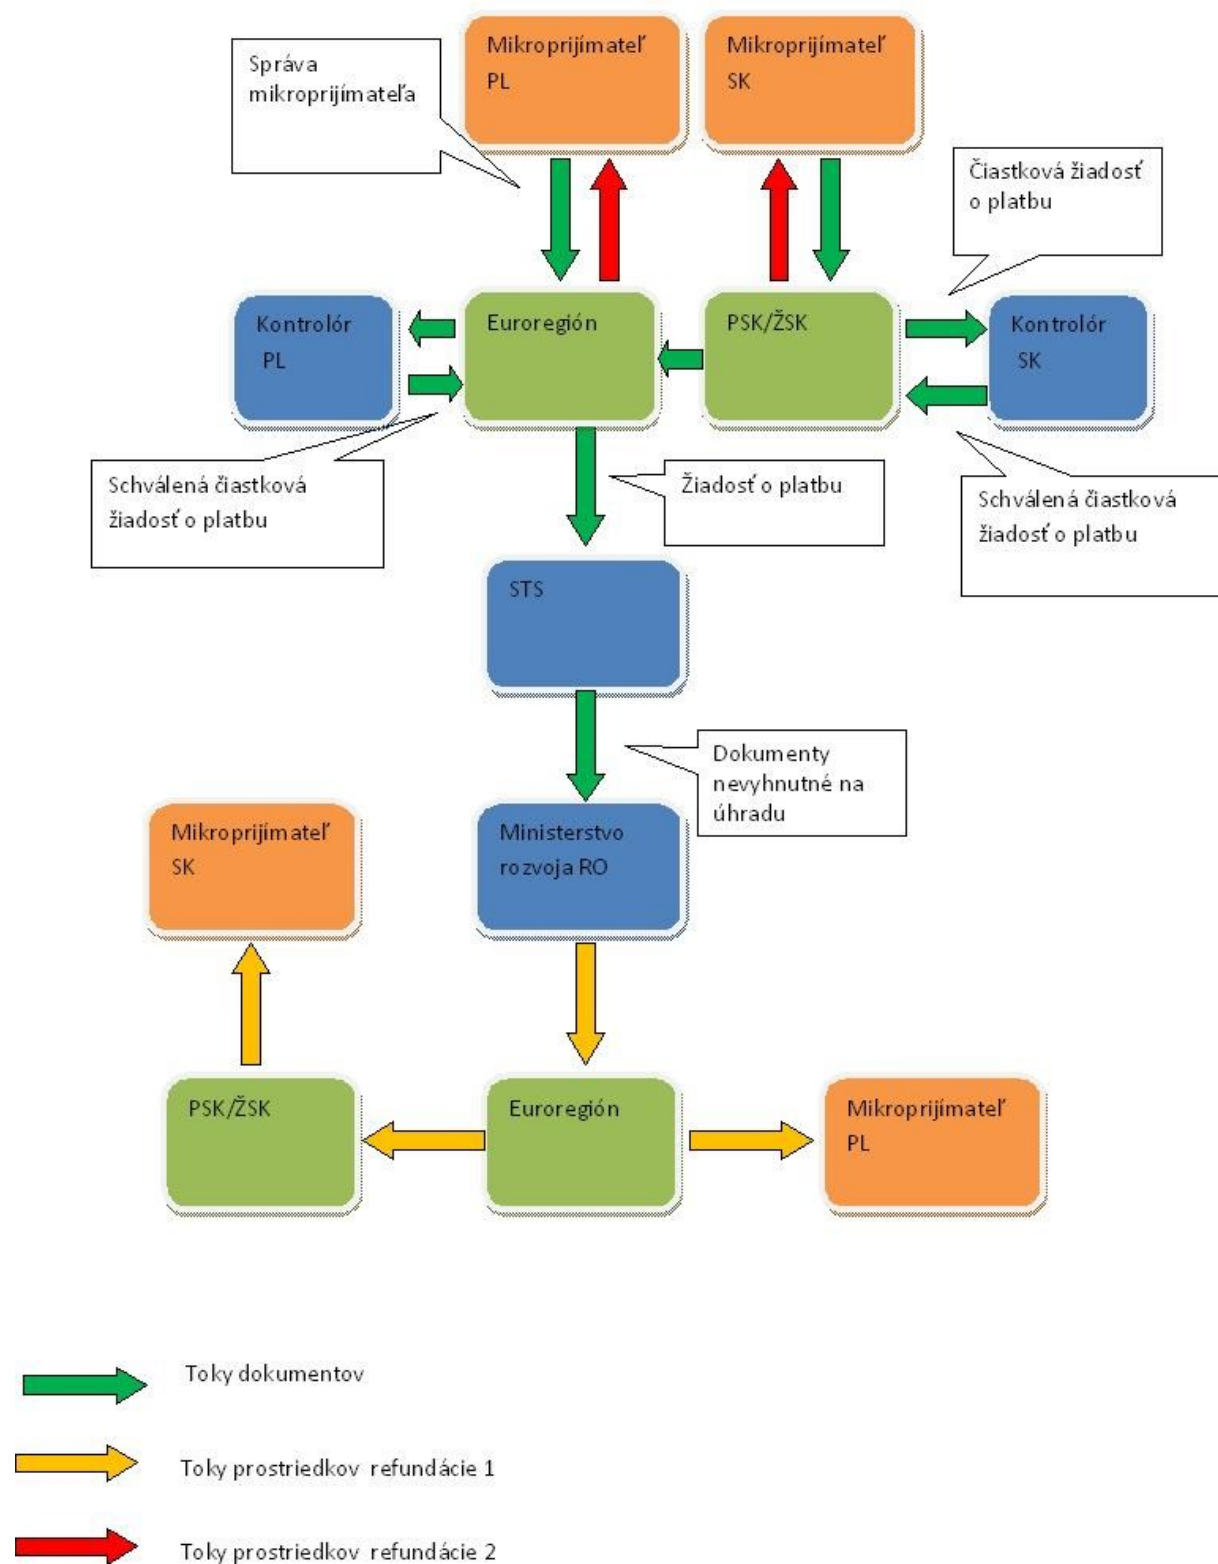 Mikroprijímateľ
PL
Mikroprijímateľ
SK
Správa
mikroprijímateľa
Čiastková žiadosť
o platbu
Kontrolór
PL
Euroregión
PSK/ŽSK
Kontrolór
SK
Schválená čiastková
žiadosť o platbu
Žiadosť o platbu
Schválená čiastková
žiadosť o platbu
STS
Dokumenty
nevyhnutné na
úhradu
Mikroprijímateľ
SK
Ministerstvo
rozvoja RO
PSK/ŽSK
Euroregión
Mikroprijímateľ
PL
Toky dokumentov
Toky prostriedkov refundácie 1
Toky prostriedkov refundácie 2